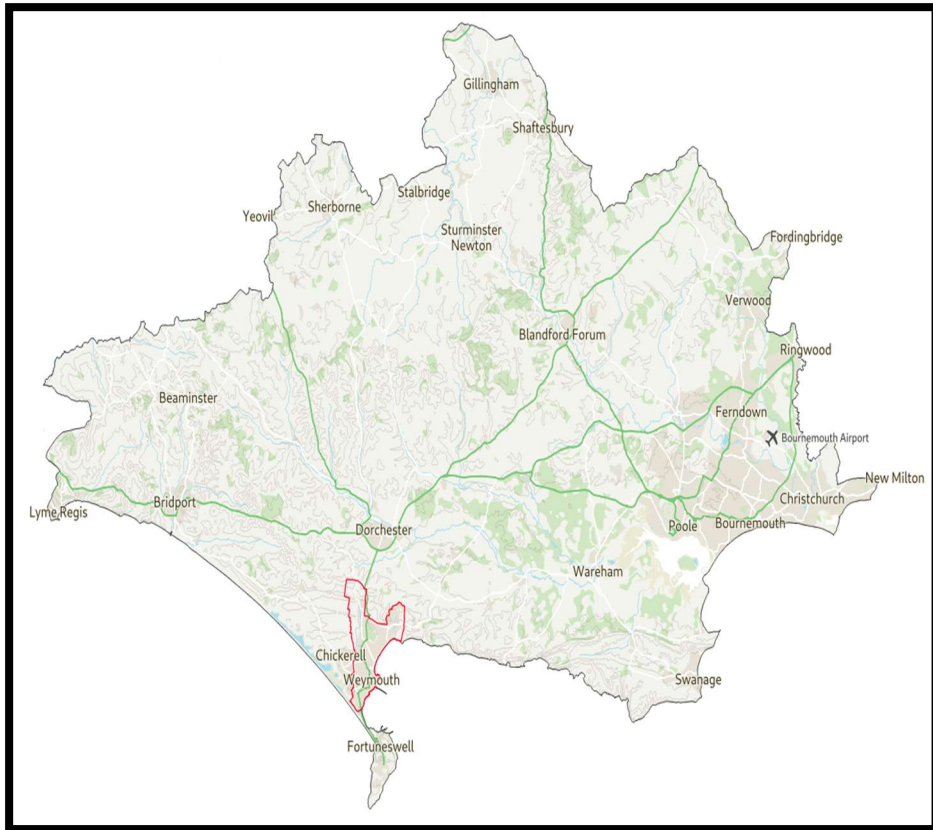 Gillingham
Shaftesbury
Stalbridge
Sherborne
Yeovil
Sturminster
Newton
Fordingbridge
Verwood
Blandford Forum
Ringwood
Beaminster
Ferndown
Bournemouth Airport
New Milton
Christchurch
Bridport
Lyme Regis
Dorchester
Poole
Bournemouth
Wareham
Chickerell
Weymouth
Swanage
Fortuneswell